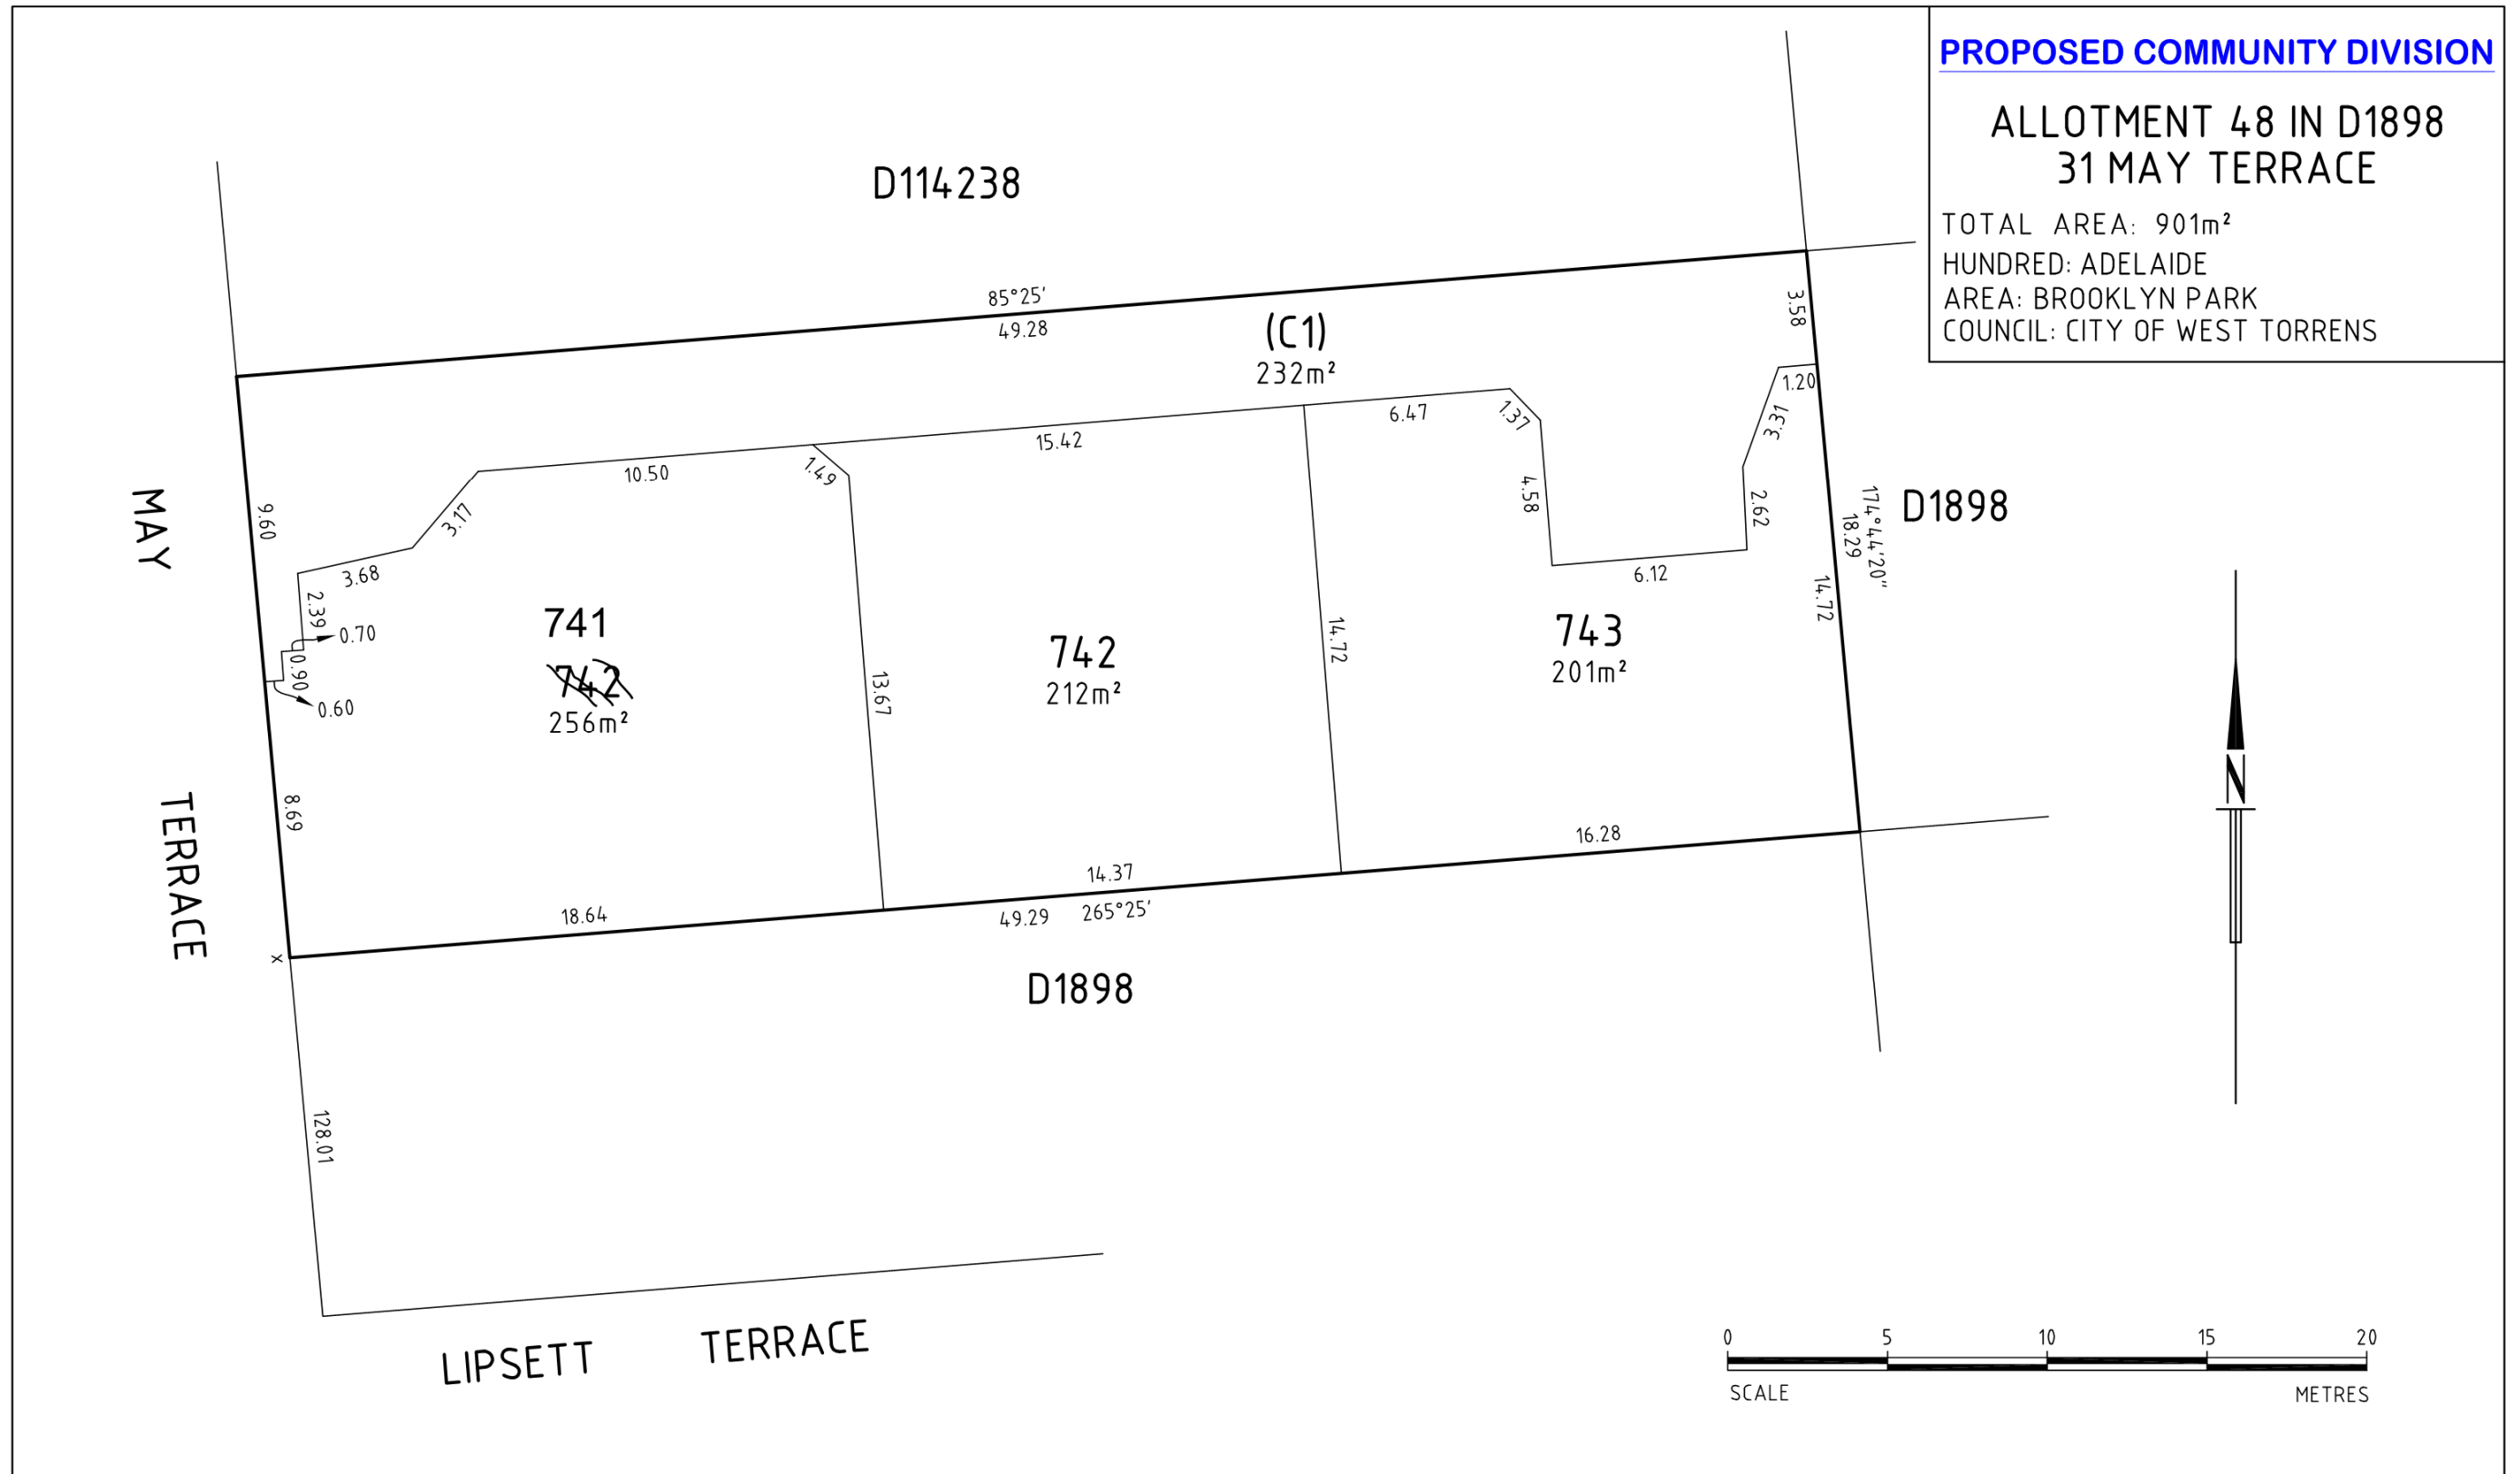 PROPOSED COMMUNITY DIVISION
ALLOTMENT 48 IN D1898
31 MAY TERRACE
TOTAL AREA: 901m²
HUNDRED: ADELAIDE
AREA: BROOKLYN PARK
COUNCIL: CITY OF WEST TORRENS
D114238
85°25'
49.28
(C1)
232m²
3.58
1.20
3.31
2.62
6.47
1.37
4.58
6.12
15.42
10.50
1.49
3.17
3.68
9.60
2.39
0.70
0.90
0.60
MAY
TERRACE
741
742
256m²
742
212m²
743
201m²
13.67
14.72
14.72
18.29
174°44'20"
D1898
8.69
18.64
14.37
16.28
49.29 265°25'
x
D1898
128.01
LIPSETT TERRACE
N
0 5 10 15 20
SCALE METRES